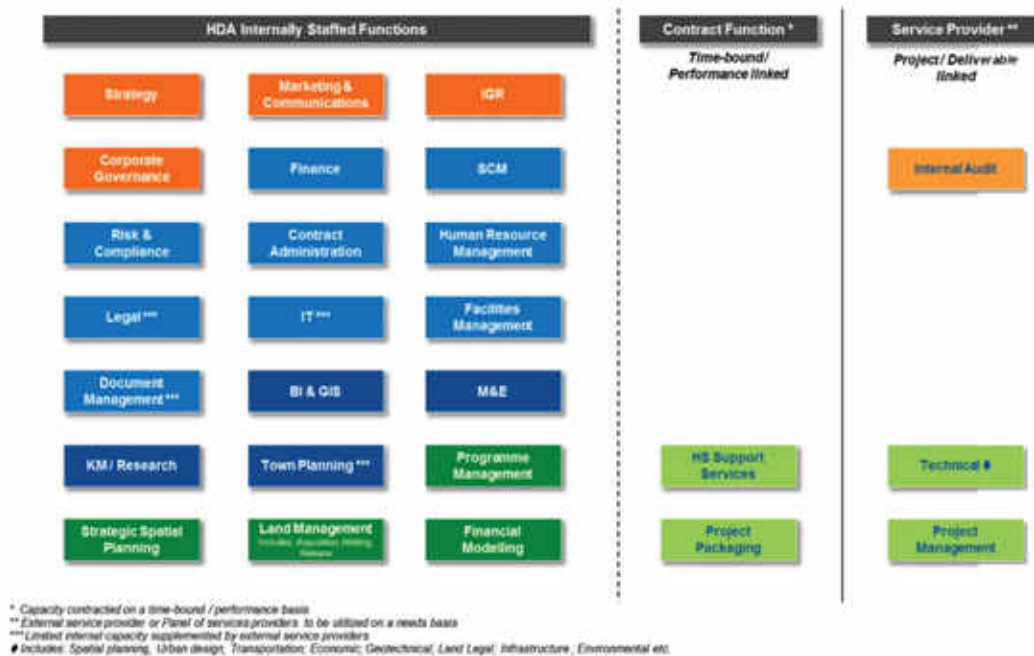 HDA Internally Staffed Functions
Contract Function *
Service Provider **
Time-bound /
Performance linked
Project / Deliverable
linked
Strategy
Marketing &
Communications
IGR
Corporate
Governance
Finance
SCM
Internal Audit
Risk &
Compliance
Contract
Administration
Human Resource
Management
Legal ***
IT ***
Facilities
Management
Document
Management ***
BI & GIS
M&E
KM / Research
Town Planning ***
Programme
Management
HS Support
Services
Technical #
Strategic Spatial
Planning
Land Management
Includes: Acquisition, Holding,
Release
Financial
Modelling
Project
Packaging
Project
Management
* Capacity contracted on a time-bound / performance basis
** External service provider or Panel of services providers to be utilized on a needs basis
*** Limited internal capacity supplemented by external service providers
# Includes: Spatial planning, Urban design, Transportation; Economic; Geotechnical, Land Legal, Infrastructure, Environmental etc.